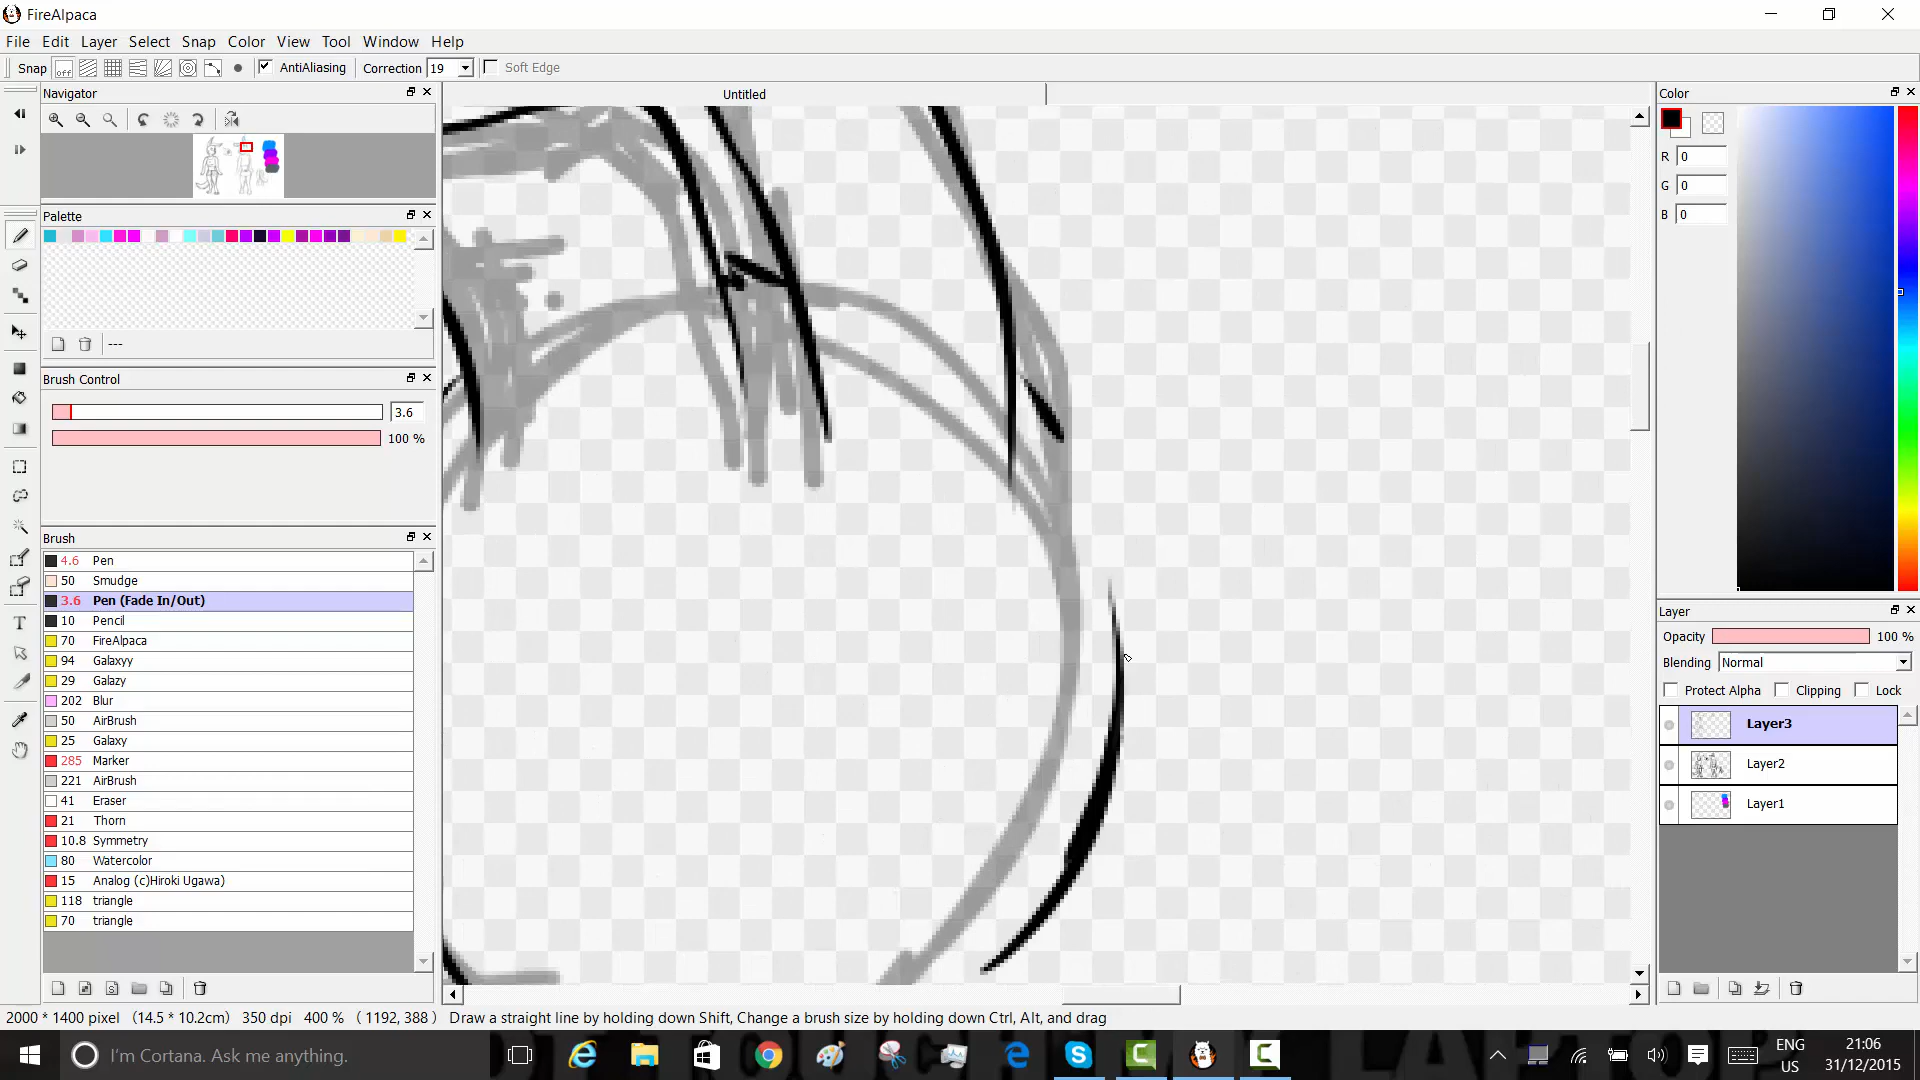 FireAlpaca
File Edit Layer Select Snap Color View Tool Window Help
Snap off AntiAliasing Correction 19 Soft Edge
Navigator
Untitled
Color
R 0
G 0
B 0
Palette
---
Brush Control
3.6
100 %
Brush
4.6 Pen
50 Smudge
3.6 Pen (Fade In/Out)
10 Pencil
70 FireAlpaca
94 Galaxyy
29 Galazy
202 Blur
50 AirBrush
25 Galaxy
285 Marker
221 AirBrush
41 Eraser
21 Thorn
10.8 Symmetry
80 Watercolor
15 Analog (c)Hiroki Ugawa)
118 triangle
70 triangle
Layer
Opacity 100 %
Blending Normal
Protect Alpha Clipping Lock
Layer3
Layer2
Layer1
2000 * 1400 pixel (14.5 * 10.2cm) 350 dpi 400 % ( 1192, 388 ) Draw a straight line by holding down Shift, Change a brush size by holding down Ctrl, Alt, and drag
I'm Cortana. Ask me anything.
ENG
US
21:06
31/12/2015